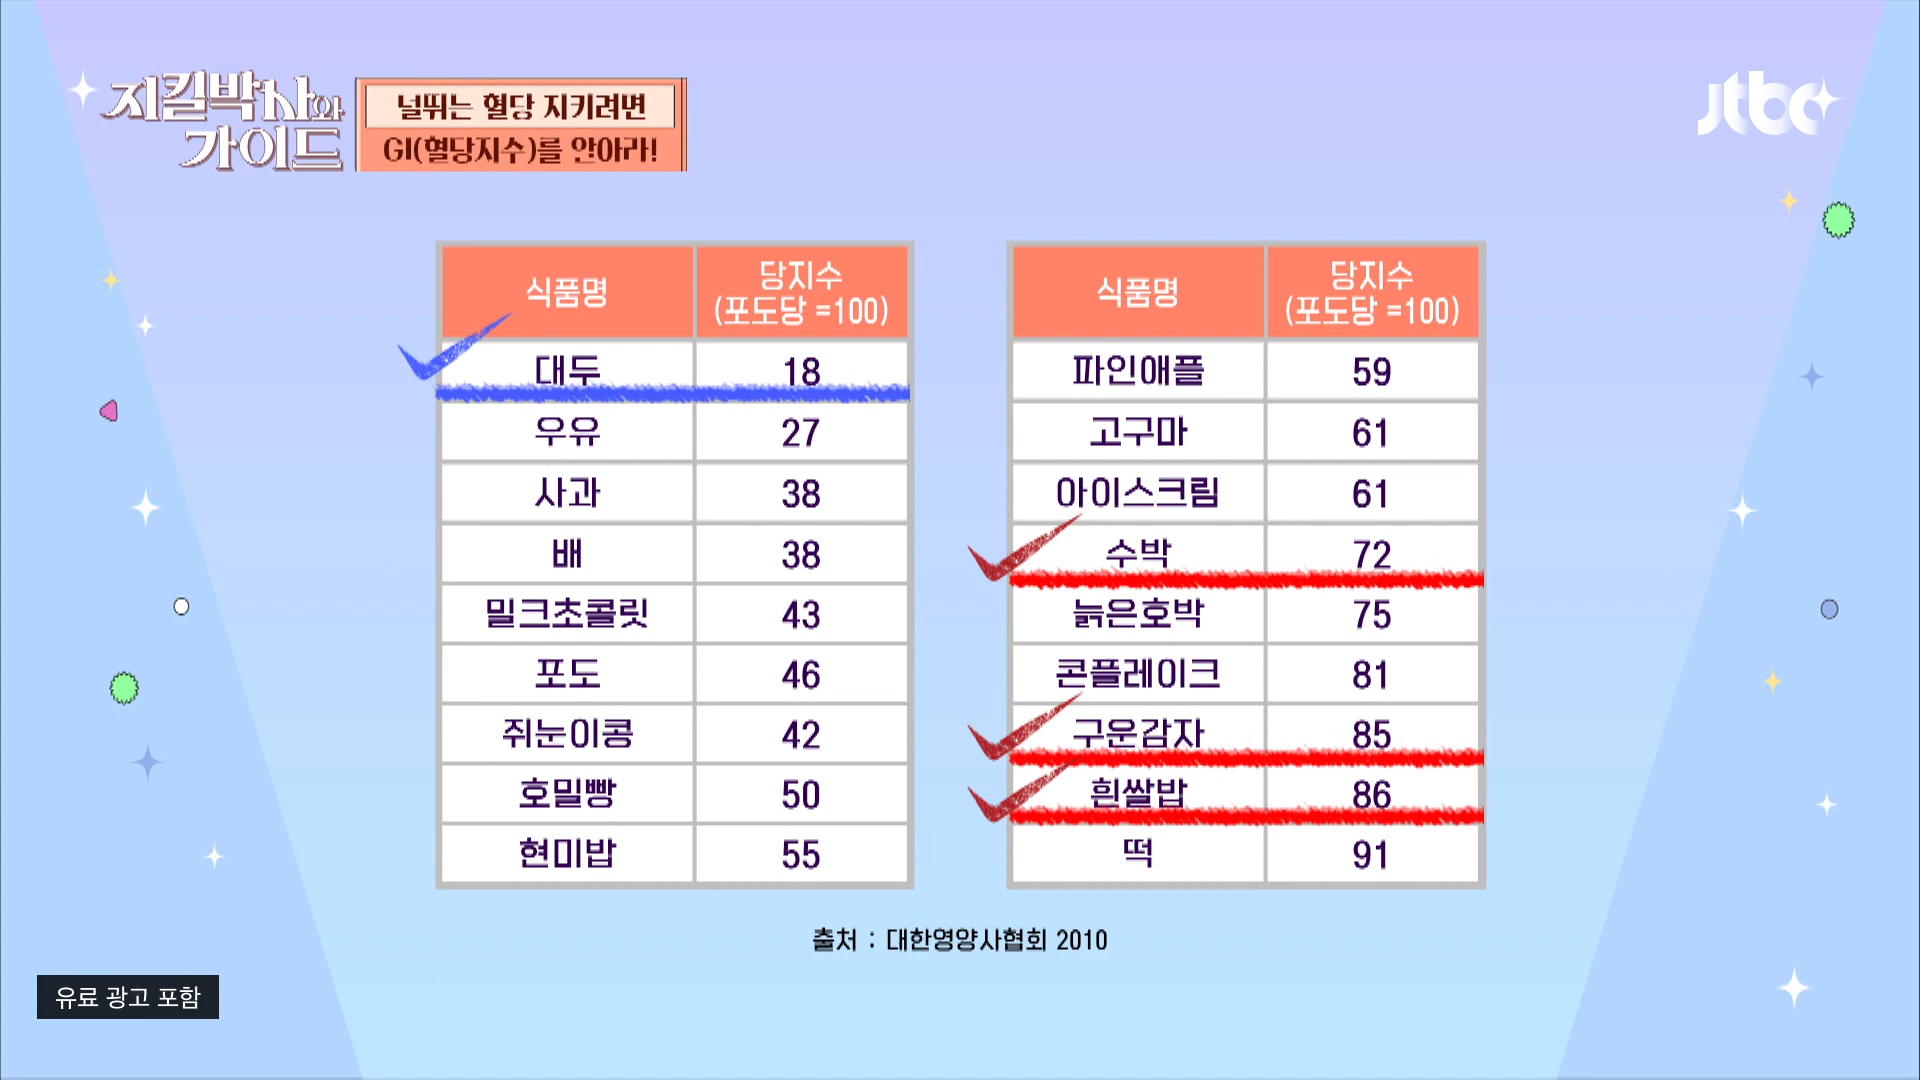 지킬박사와
가이드
널뛰는 혈당 지키려면
GI(혈당지수)를 안아라!
jtbc
식품명 당지수
(포도당 =100)
대두 18
우유 27
사과 38
배 38
밀크초콜릿 43
포도 46
쥐눈이콩 42
호밀빵 50
현미밥 55
식품명 당지수
(포도당 =100)
파인애플 59
고구마 61
아이스크림 61
수박 72
늙은호박 75
콘플레이크 81
구운감자 85
흰쌀밥 86
떡 91
출처 : 대한영양사협회 2010
유료 광고 포함